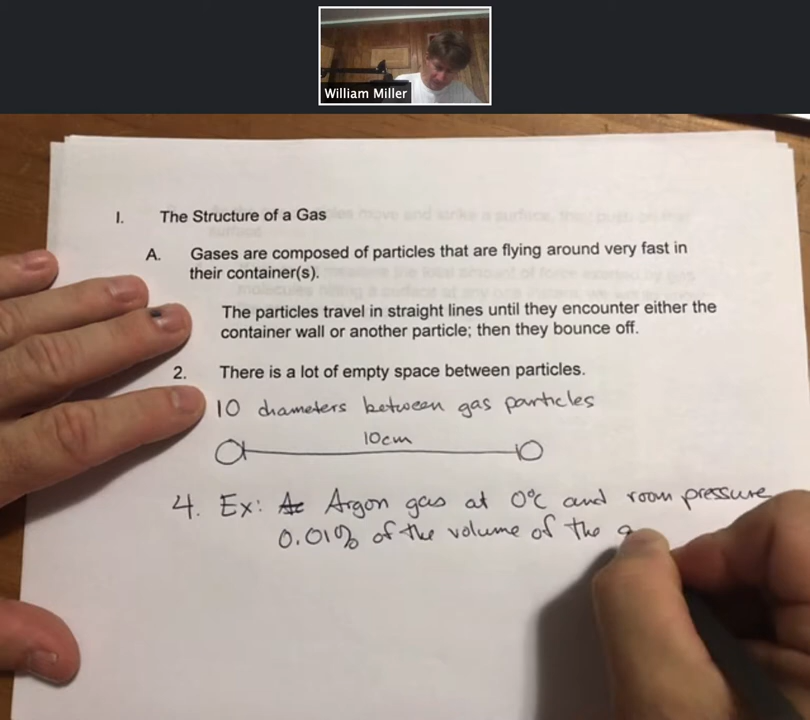 William Miller
I. The Structure of a Gas
A. Gases are composed of particles that are flying around very fast in
their container(s).
The particles travel in straight lines until they encounter either the
container wall or another particle; then they bounce off.
2. There is a lot of empty space between particles.
10 diameters between gas particles
10cm
4. Ex: Argon gas at 0°C and room pressure
0.01% of the volume of the